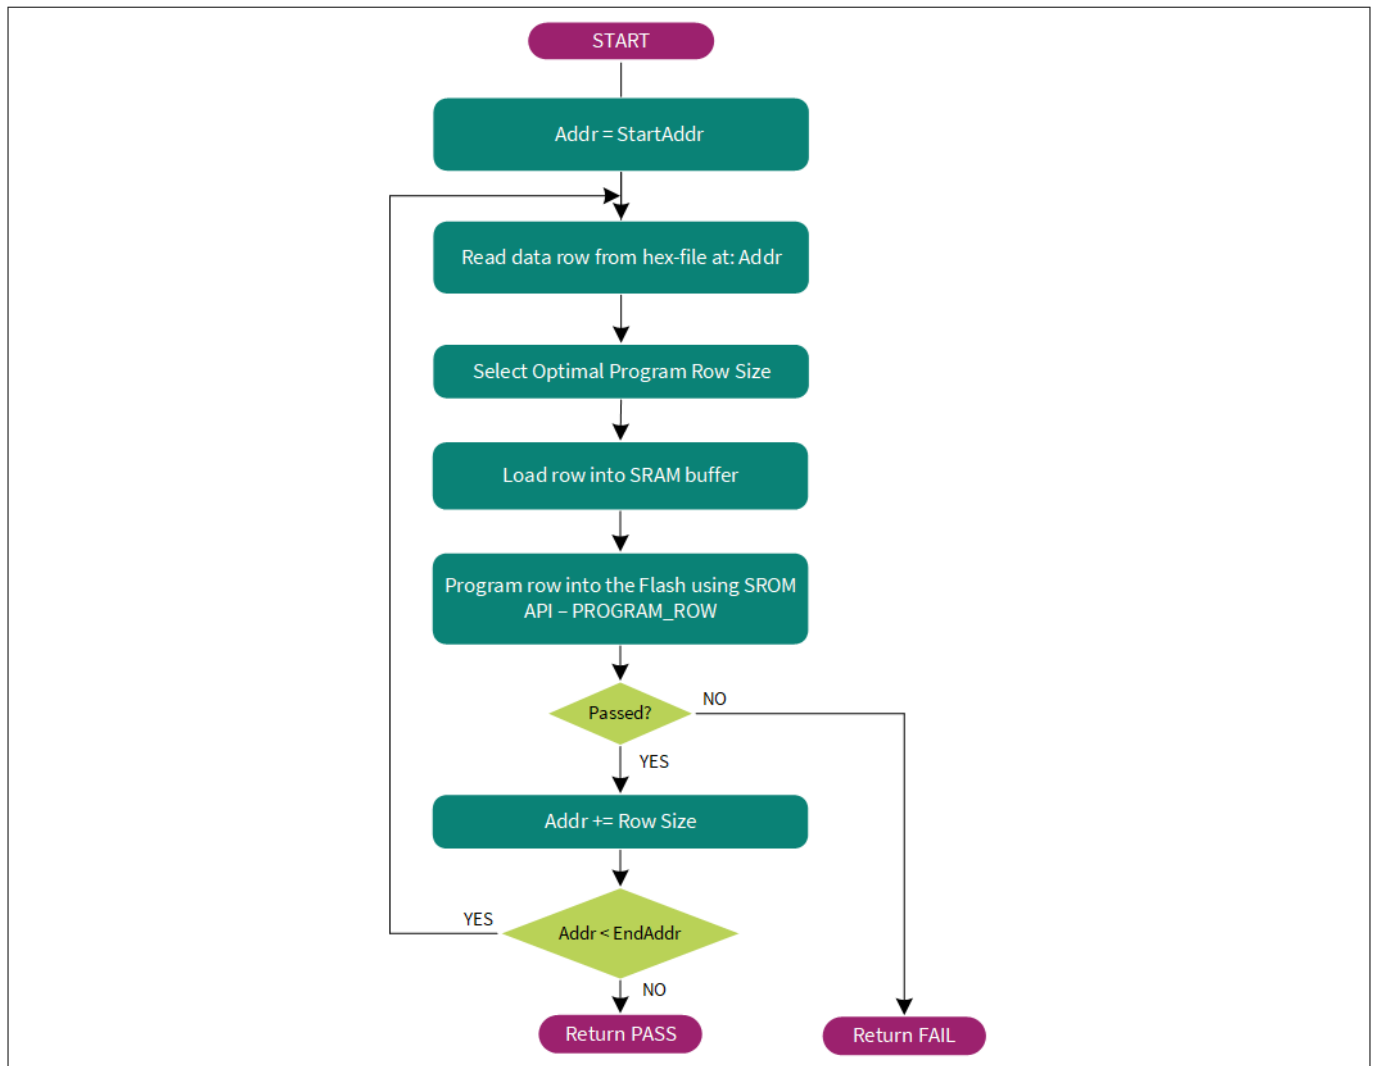 START
Addr = StartAddr
Read data row from hex-file at: Addr
Select Optimal Program Row Size
Load row into SRAM buffer
Program row into the Flash using SROM
API – PROGRAM_ROW
Passed?
NO
YES
Addr += Row Size
YES
Addr < EndAddr
NO
Return PASS
Return FAIL